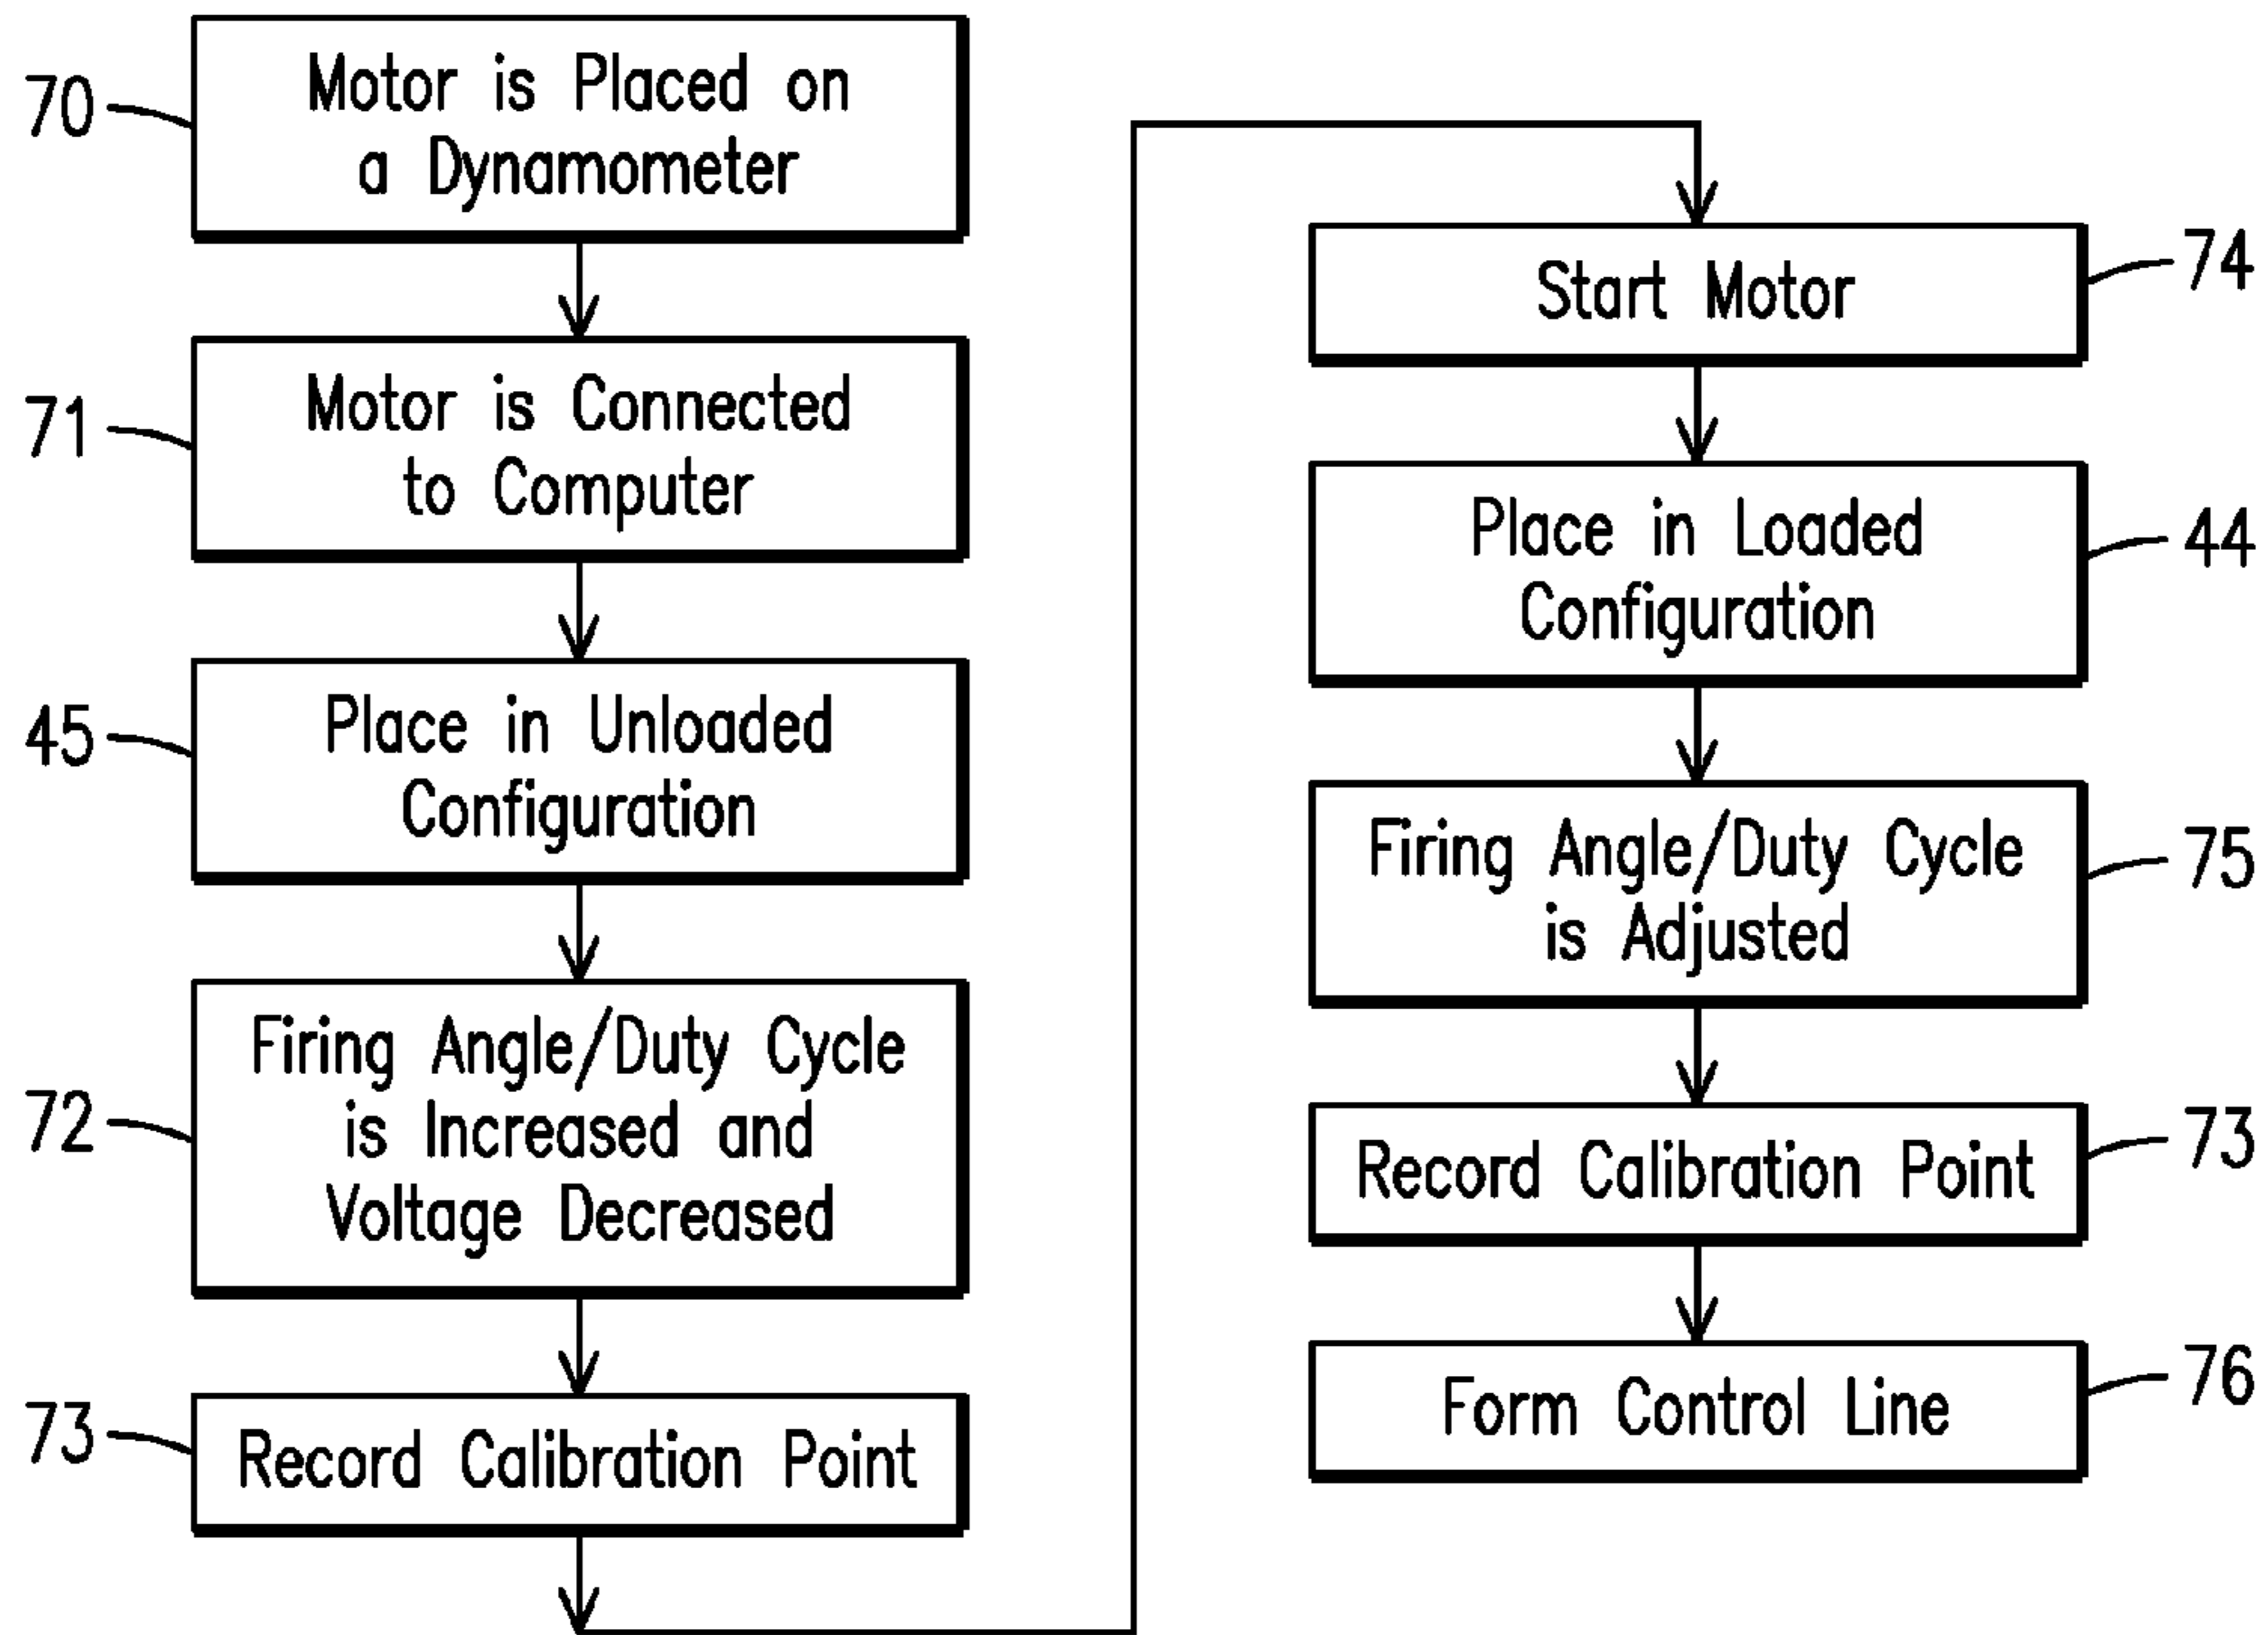 70
Motor is Placed on
a Dynamometer
71
Motor is Connected
to Computer
45
Place in Unloaded
Configuration
72
Firing Angle/Duty Cycle
is Increased and
Voltage Decreased
73
Record Calibration Point
Start Motor
74
Place in Loaded
Configuration
44
Firing Angle/Duty Cycle
is Adjusted
75
Record Calibration Point
73
Form Control Line
76